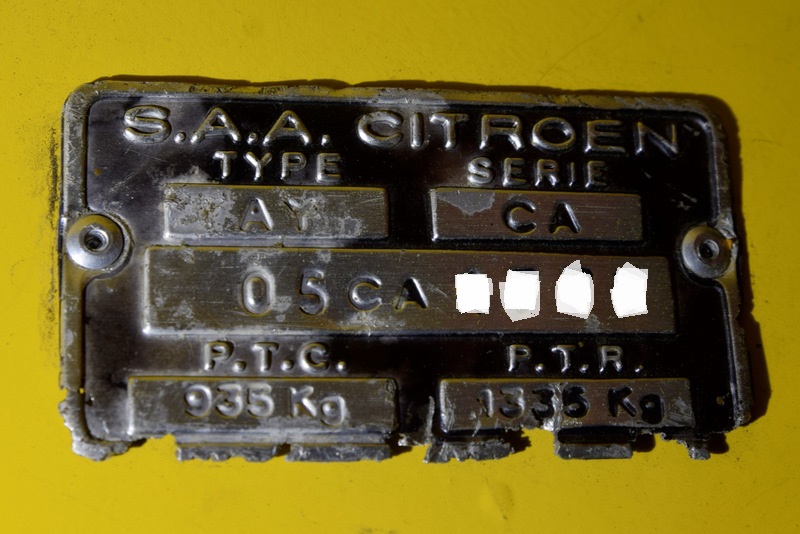 S.A.A. CITROEN
TYPE SERIE
AY CA
05CA
P.T.C. P.T.R.
935 Kg 1335 Kg